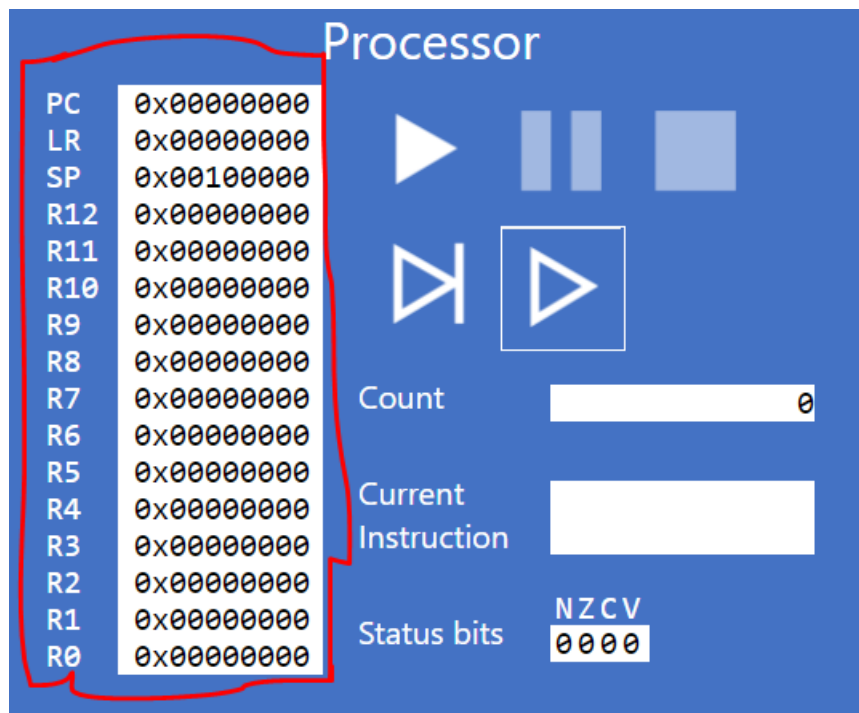 Processor
PC 0x00000000
LR 0x00000000
SP 0x00100000
R12 0x00000000
R11 0x00000000
R10 0x00000000
R9 0x00000000
R8 0x00000000
R7 0x00000000
R6 0x00000000
R5 0x00000000
R4 0x00000000
R3 0x00000000
R2 0x00000000
R1 0x00000000
R0 0x00000000
Count 0
Current
Instruction
NZCV
Status bits 0000